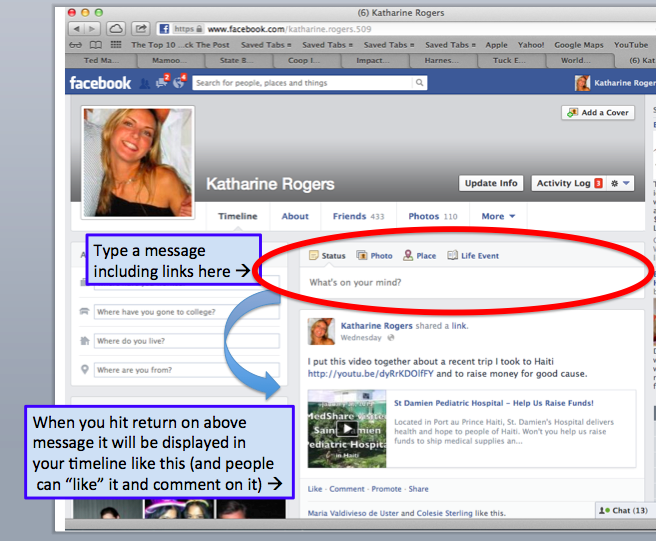 (6) Katharine Rogers
https www.facebook.com/katharine.rogers.509
The Top 10 ...ck The Post Saved Tabs Saved Tabs Saved Tabs Saved Tabs Apple Yahoo! Google Maps YouTube
Ted Ma... Mamoo... State B... Coop I... Impact... Harnes... Tuck E... World... (6) Kat
facebook 2 4 Search for people, places and things Katharine Roger
Add a Cover
Katharine Rogers
Update Info Activity Log 3
Timeline About Friends 433 Photos 110 More
Type a message
including links here →
Status Photo Place Life Event
What's on your mind?
Where have you gone to college?
Where do you live?
Where are you from?
Katharine Rogers shared a link.
Wednesday
I put this video together about a recent trip I took to Haiti
http://youtu.be/dyRrKDOlfFY and to raise money for good cause.
St Damien Pediatric Hospital – Help Us Raise Funds!
Located in Port au Prince Haiti, St. Damien's Hospital delivers
health and hope to people of Haiti. Won't you help us raise
funds to ship medical supplies an...
MedShare
Saint Damien
Pediatric Hospital
in Haiti
When you hit return on above
message it will be displayed in
your timeline like this (and people
can “like” it and comment on it) →
Like · Comment · Promote · Share
Maria Valdivieso de Uster and Colesie Sterling like this.
1 Chat (13)